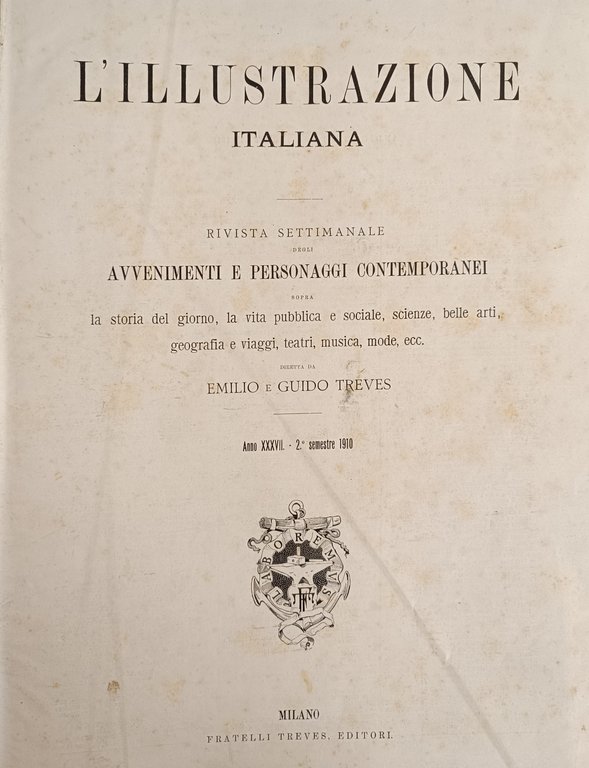 L'ILLUSTRAZIONE
ITALIANA
RIVISTA SETTIMANALE
DEGLI
AVVENIMENTI E PERSONAGGI CONTEMPORANEI
SOPRA
la storia del giorno, la vita pubblica e sociale, scienze, belle arti,
geografia e viaggi, teatri, musica, mode, ecc.
DIRETTA DA
EMILIO E GUIDO TREVES
Anno XXXVII. - 2.° semestre 1910
LABOREMVS
MILANO
FRATELLI TREVES, EDITORI.